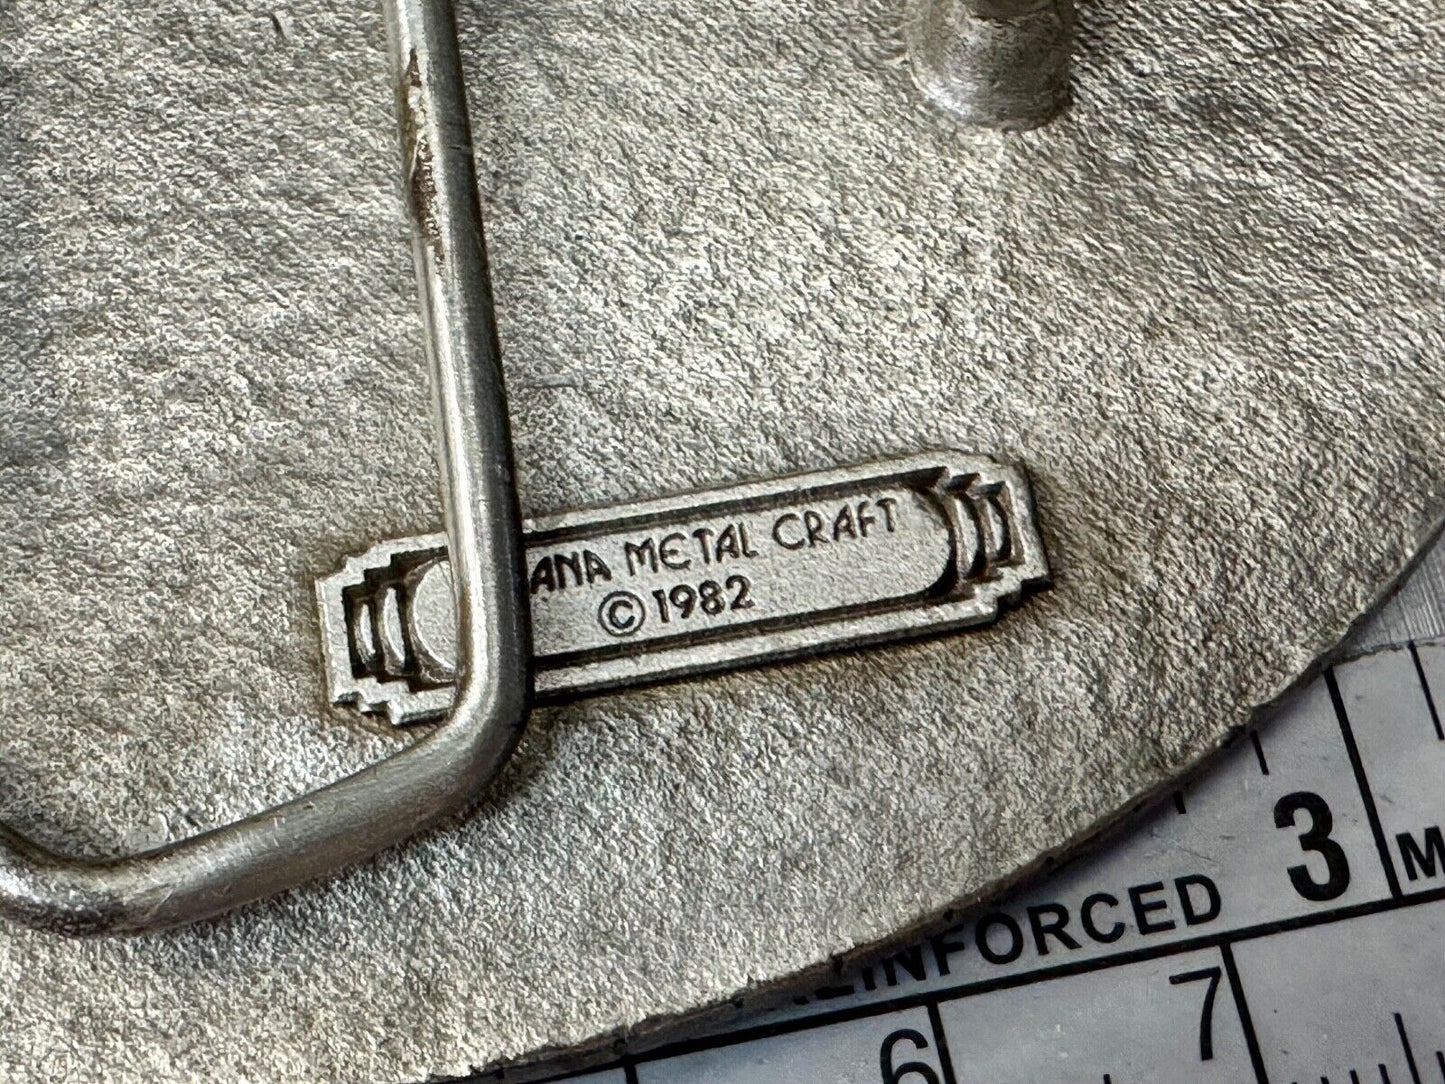 ANA METAL CRAFT
©1982
3
INFORCED
6
7